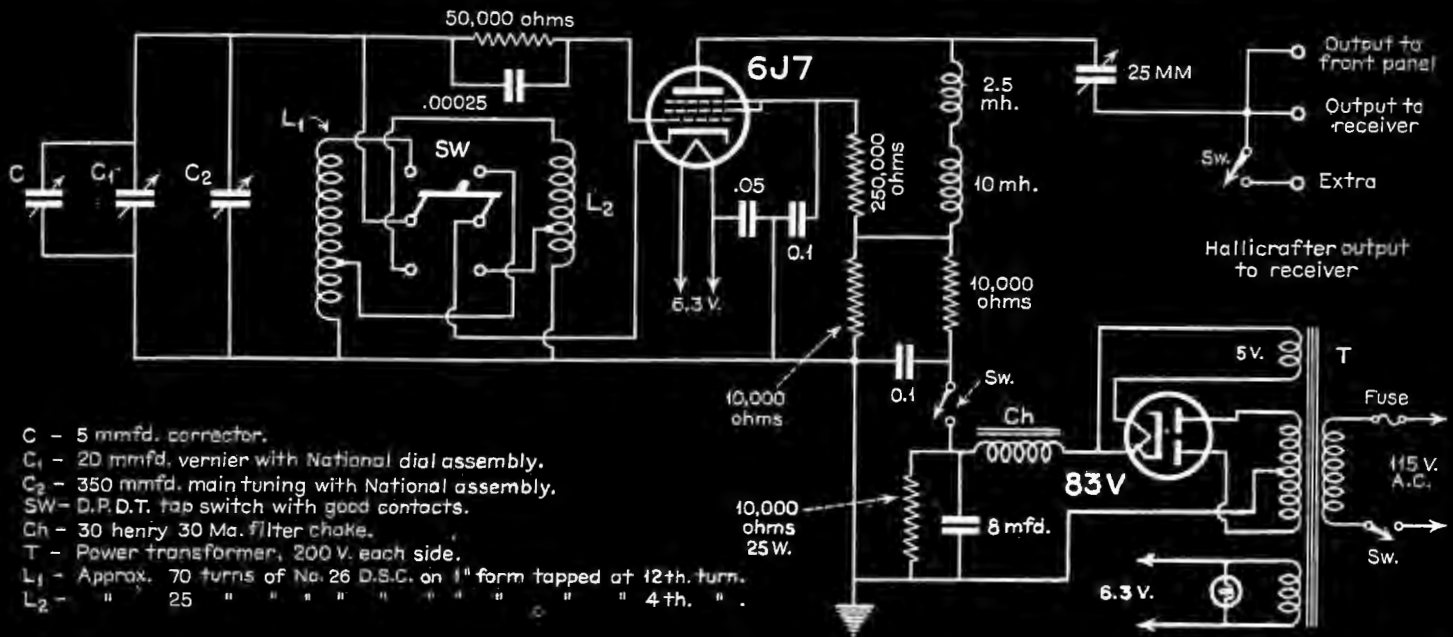 50,000 ohms
.00025
6J7
L1
SW
L2
C
C1
C2
.05
0.1
6.3 V.
250,000
ohms
2.5
mh.
10 mh.
10,000
ohms
25 MM
Output to
front panel
Output to
receiver
Sw.
Extra
Hallicrafter output
to receiver
10,000
ohms
0.1
Sw.
Ch
83V
5 V.
T
Fuse
115 V.
A.C.
Sw.
10,000
ohms
25 W.
8 mfd.
6.3 V.
C - 5 mmfd. corrector.
C1 - 20 mmfd. vernier with National dial assembly.
C2 - 350 mmfd. main tuning with National assembly.
SW- D.P.D.T. tap switch with good contacts.
Ch - 30 henry 30 Ma. filter choke.
T - Power transformer, 200 V. each side.
L1 - Approx. 70 turns of No. 26 D.S.C. on 1" form tapped at 12th. turn.
L2 - " 25 " " " " " " " " " 4th. " .